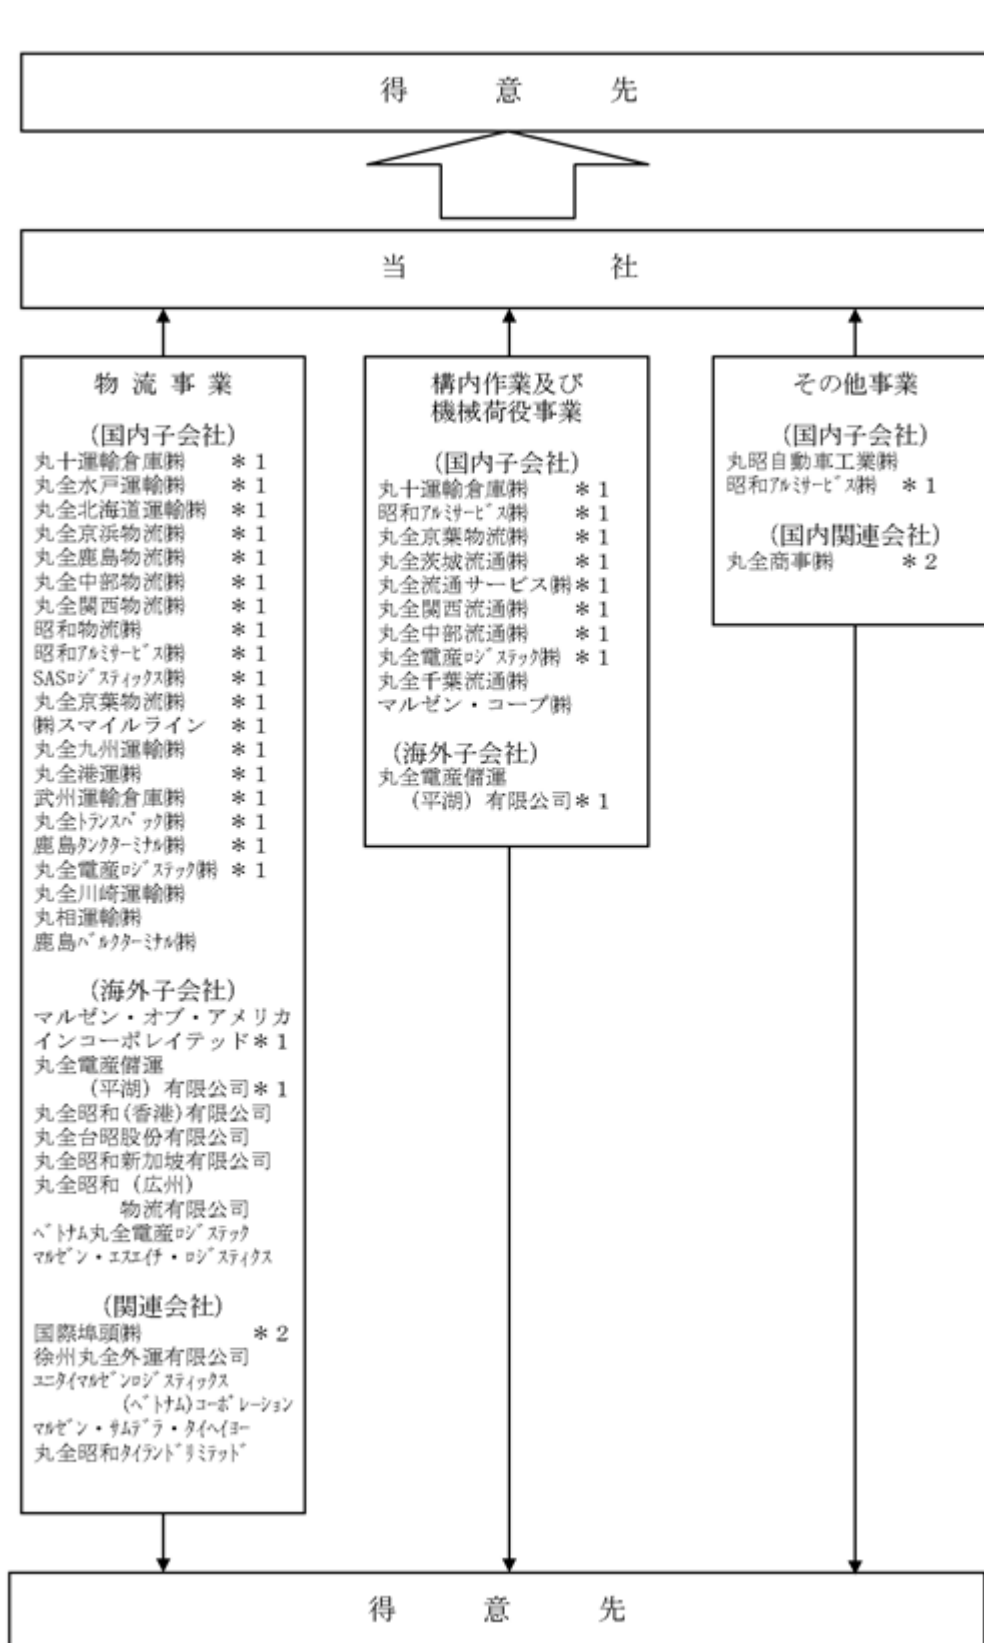 得　意　先
当　社
物流事業
(国内子会社)
丸十運輸倉庫㈱ ＊1
丸全水戸運輸㈱ ＊1
丸全北海道運輸㈱ ＊1
丸全京浜物流㈱ ＊1
丸全鹿島物流㈱ ＊1
丸全中部物流㈱ ＊1
丸全関西物流㈱ ＊1
昭和物流㈱ ＊1
昭和ｱﾙﾐｻｰﾋﾞｽ㈱ ＊1
SASﾛｼﾞｽﾃｨｯｸｽ㈱ ＊1
丸全京葉物流㈱ ＊1
㈱スマイルライン ＊1
丸全九州運輸㈱ ＊1
丸全港運㈱ ＊1
武州運輸倉庫㈱ ＊1
丸全ﾄﾗﾝｽﾊﾟｯｸ㈱ ＊1
鹿島ﾀﾝｸﾀｰﾐﾅﾙ㈱ ＊1
丸全電産ﾛｼﾞｽﾃｯｸ㈱ ＊1
丸全川崎運輸㈱
丸相運輸㈱
鹿島ﾊﾞﾙｸﾀｰﾐﾅﾙ㈱
(海外子会社)
マルゼン・オブ・アメリカ
インコーポレイテッド＊1
丸全電産儲運
(平湖) 有限公司＊1
丸全昭和(香港)有限公司
丸全台昭股份有限公司
丸全昭和新加坡有限公司
丸全昭和 (広州)
物流有限公司
ﾍﾞﾄﾅﾑ丸全電産ﾛｼﾞｽﾃｯｸ
ﾏﾙｾﾞﾝ・ｴｽｴｲﾁ・ﾛｼﾞｽﾃｨｸｽ
(関連会社)
国際埠頭㈱ ＊2
徐州丸全外運有限公司
ﾕﾆﾀｲﾏﾙｾﾞﾝﾛｼﾞｽﾃｨｯｸｽ
(ﾍﾞﾄﾅﾑ)ｺｰﾎﾟﾚｰｼｮﾝ
ﾏﾙｾﾞﾝ・ｻﾑﾃﾞﾗ・ﾀｲﾍｲﾖｰ
丸全昭和ﾀｲﾗﾝﾄﾞﾘﾐﾃｯﾄﾞ
構内作業及び
機械荷役事業
(国内子会社)
丸十運輸倉庫㈱ ＊1
昭和ｱﾙﾐｻｰﾋﾞｽ㈱ ＊1
丸全京葉物流㈱ ＊1
丸全茨城流通㈱ ＊1
丸全流通サービス㈱＊1
丸全関西流通㈱ ＊1
丸全中部流通㈱ ＊1
丸全電産ﾛｼﾞｽﾃｯｸ㈱ ＊1
丸全千葉流通㈱
マルゼン・コープ㈱
(海外子会社)
丸全電産儲運
(平湖) 有限公司＊1
その他事業
(国内子会社)
丸昭自動車工業㈱
昭和ｱﾙﾐｻｰﾋﾞｽ㈱ ＊1
(国内関連会社)
丸全商事㈱ ＊2
得　意　先